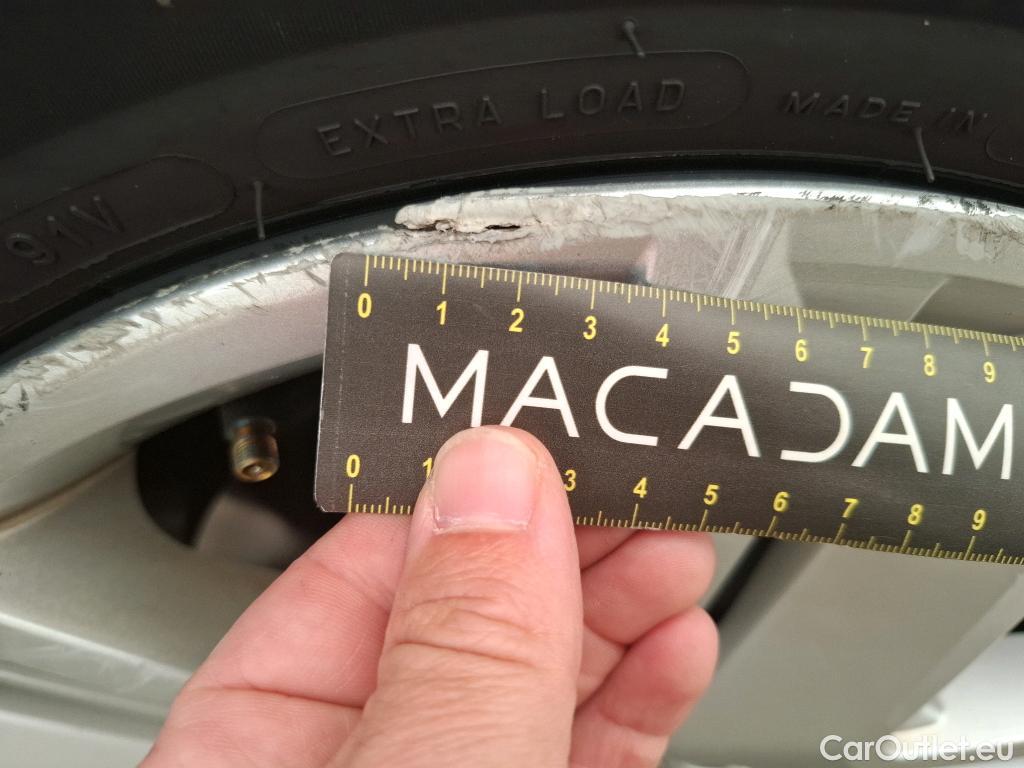 EXTRA LOAD
MADE IN
91V
0 1 2 3 4 5 6 7 8 9
MACADAM
0 1 3 4 5 6 7 8 9
CarOutlet.eu